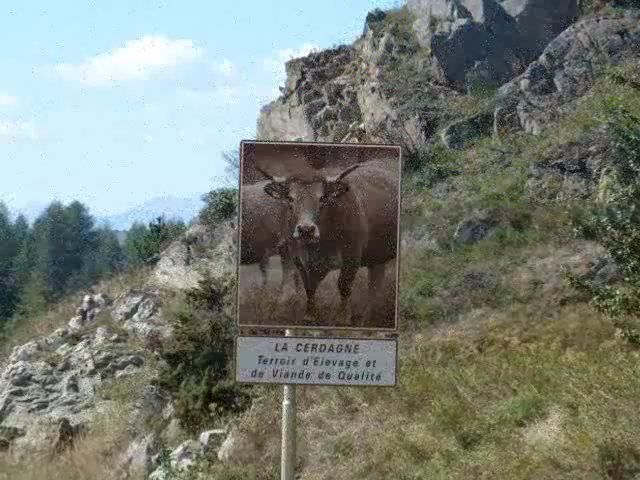 LA CERDAGNE
Terroir d'Elevage et
de Viande de Qualité